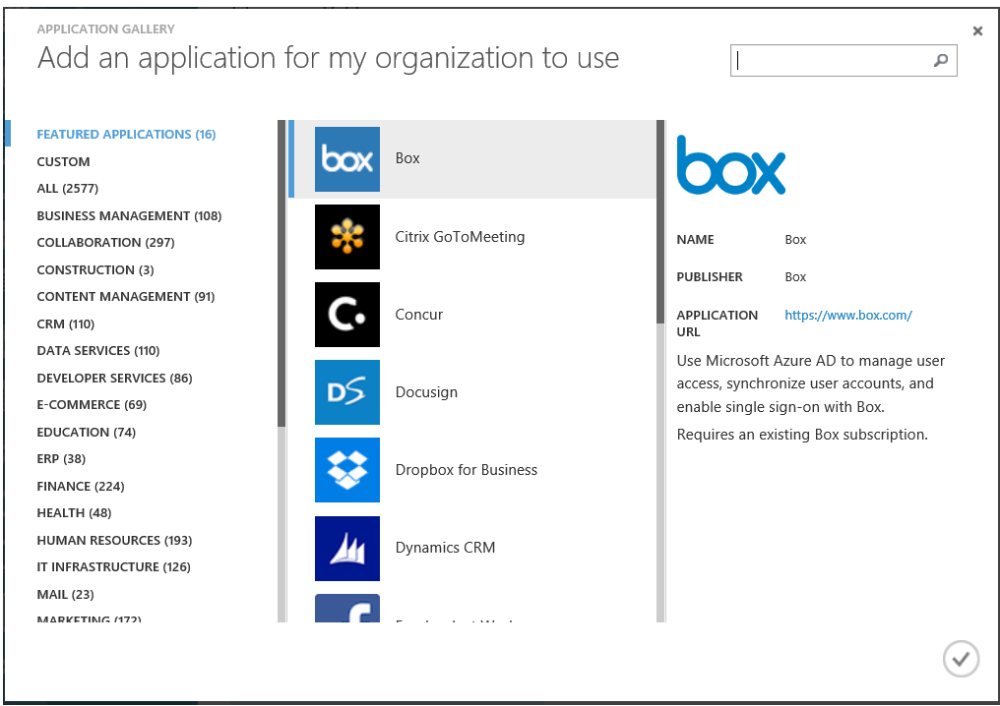 APPLICATION GALLERY
Add an application for my organization to use
FEATURED APPLICATIONS (16)
CUSTOM
ALL (2577)
BUSINESS MANAGEMENT (108)
COLLABORATION (297)
CONSTRUCTION (3)
CONTENT MANAGEMENT (91)
CRM (110)
DATA SERVICES (110)
DEVELOPER SERVICES (86)
E-COMMERCE (69)
EDUCATION (74)
ERP (38)
FINANCE (224)
HEALTH (48)
HUMAN RESOURCES (193)
IT INFRASTRUCTURE (126)
MAIL (23)
MARKETING (172)
box
Box
Citrix GoToMeeting
C.
Concur
DS
Docusign
Dropbox for Business
Dynamics CRM
f
box
NAME Box
PUBLISHER Box
APPLICATION https://www.box.com/
URL
Use Microsoft Azure AD to manage user
access, synchronize user accounts, and
enable single sign-on with Box.
Requires an existing Box subscription.